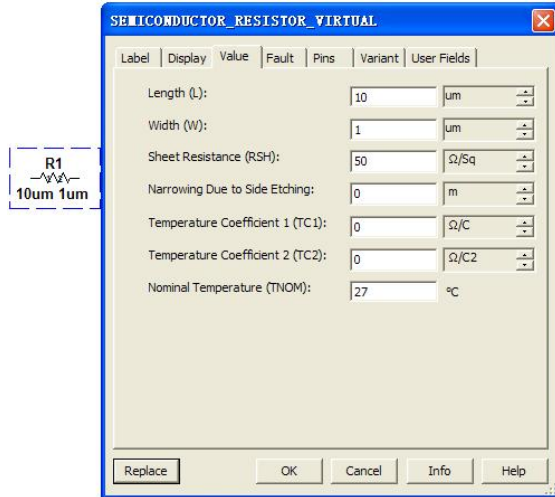 SEMICONDUCTOR_RESISTOR_VIRTUAL
Label Display Value Fault Pins Variant User Fields
Length (L): 10 um
Width (W): 1 um
Sheet Resistance (RSH): 50 Ω/Sq
Narrowing Due to Side Etching: 0 m
Temperature Coefficient 1 (TC1): 0 Ω/C
Temperature Coefficient 2 (TC2): 0 Ω/C2
Nominal Temperature (TNOM): 27 ºC
R1
10um 1um
Replace OK Cancel Info Help